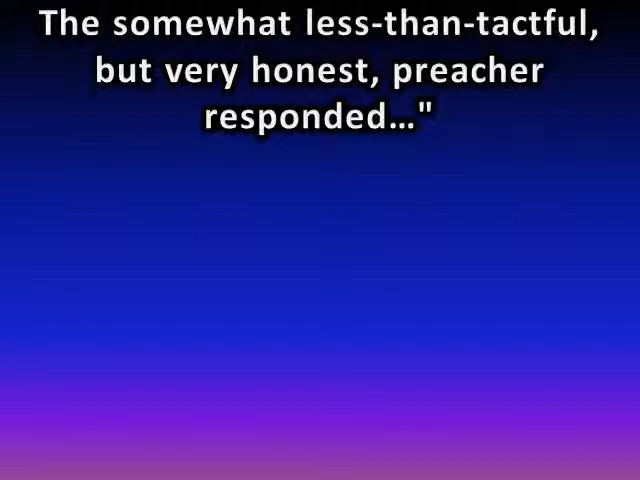 The somewhat less-than-tactful,
but very honest, preacher
responded…"